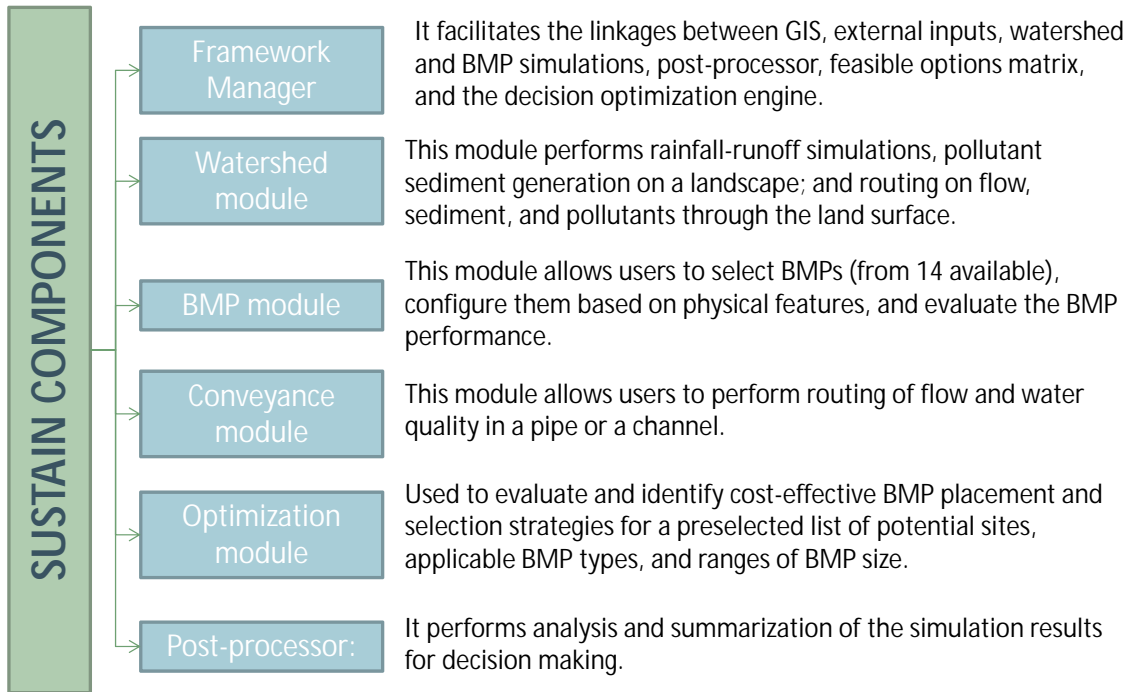 SUSTAIN COMPONENTS
Framework
Manager
It facilitates the linkages between GIS, external inputs, watershed
and BMP simulations, post-processor, feasible options matrix,
and the decision optimization engine.
Watershed
module
This module performs rainfall-runoff simulations, pollutant
sediment generation on a landscape; and routing on flow,
sediment, and pollutants through the land surface.
BMP module
This module allows users to select BMPs (from 14 available),
configure them based on physical features, and evaluate the BMP
performance.
Conveyance
module
This module allows users to perform routing of flow and water
quality in a pipe or a channel.
Optimization
module
Used to evaluate and identify cost-effective BMP placement and
selection strategies for a preselected list of potential sites,
applicable BMP types, and ranges of BMP size.
Post-processor:
It performs analysis and summarization of the simulation results
for decision making.